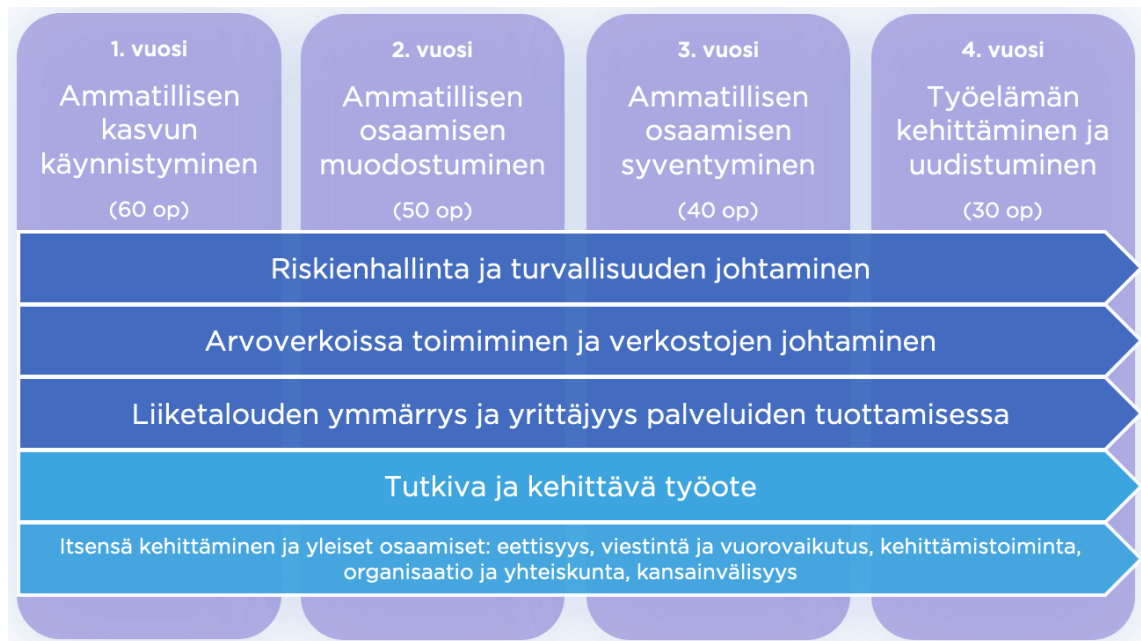 1. vuosi
Ammatillisen
kasvun
käynnistyminen
(60 op)
2. vuosi
Ammatillisen
osaamisen
muodostuminen
(50 op)
3. vuosi
Ammatillisen
osaamisen
syventyminen
(40 op)
4. vuosi
Työelämän
kehittäminen ja
uudistuminen
(30 op)
Riskienhallinta ja turvallisuuden johtaminen
Arvoverkoissa toimiminen ja verkostojen johtaminen
Liiketalouden ymmärrys ja yrittäjyys palveluiden tuottamisessa
Tutkiva ja kehittävä työote
Itsensä kehittäminen ja yleiset osaamiset: eettisyys, viestintä ja vuorovaikutus, kehittämistoiminta,
organisaatio ja yhteiskunta, kansainvälisyys